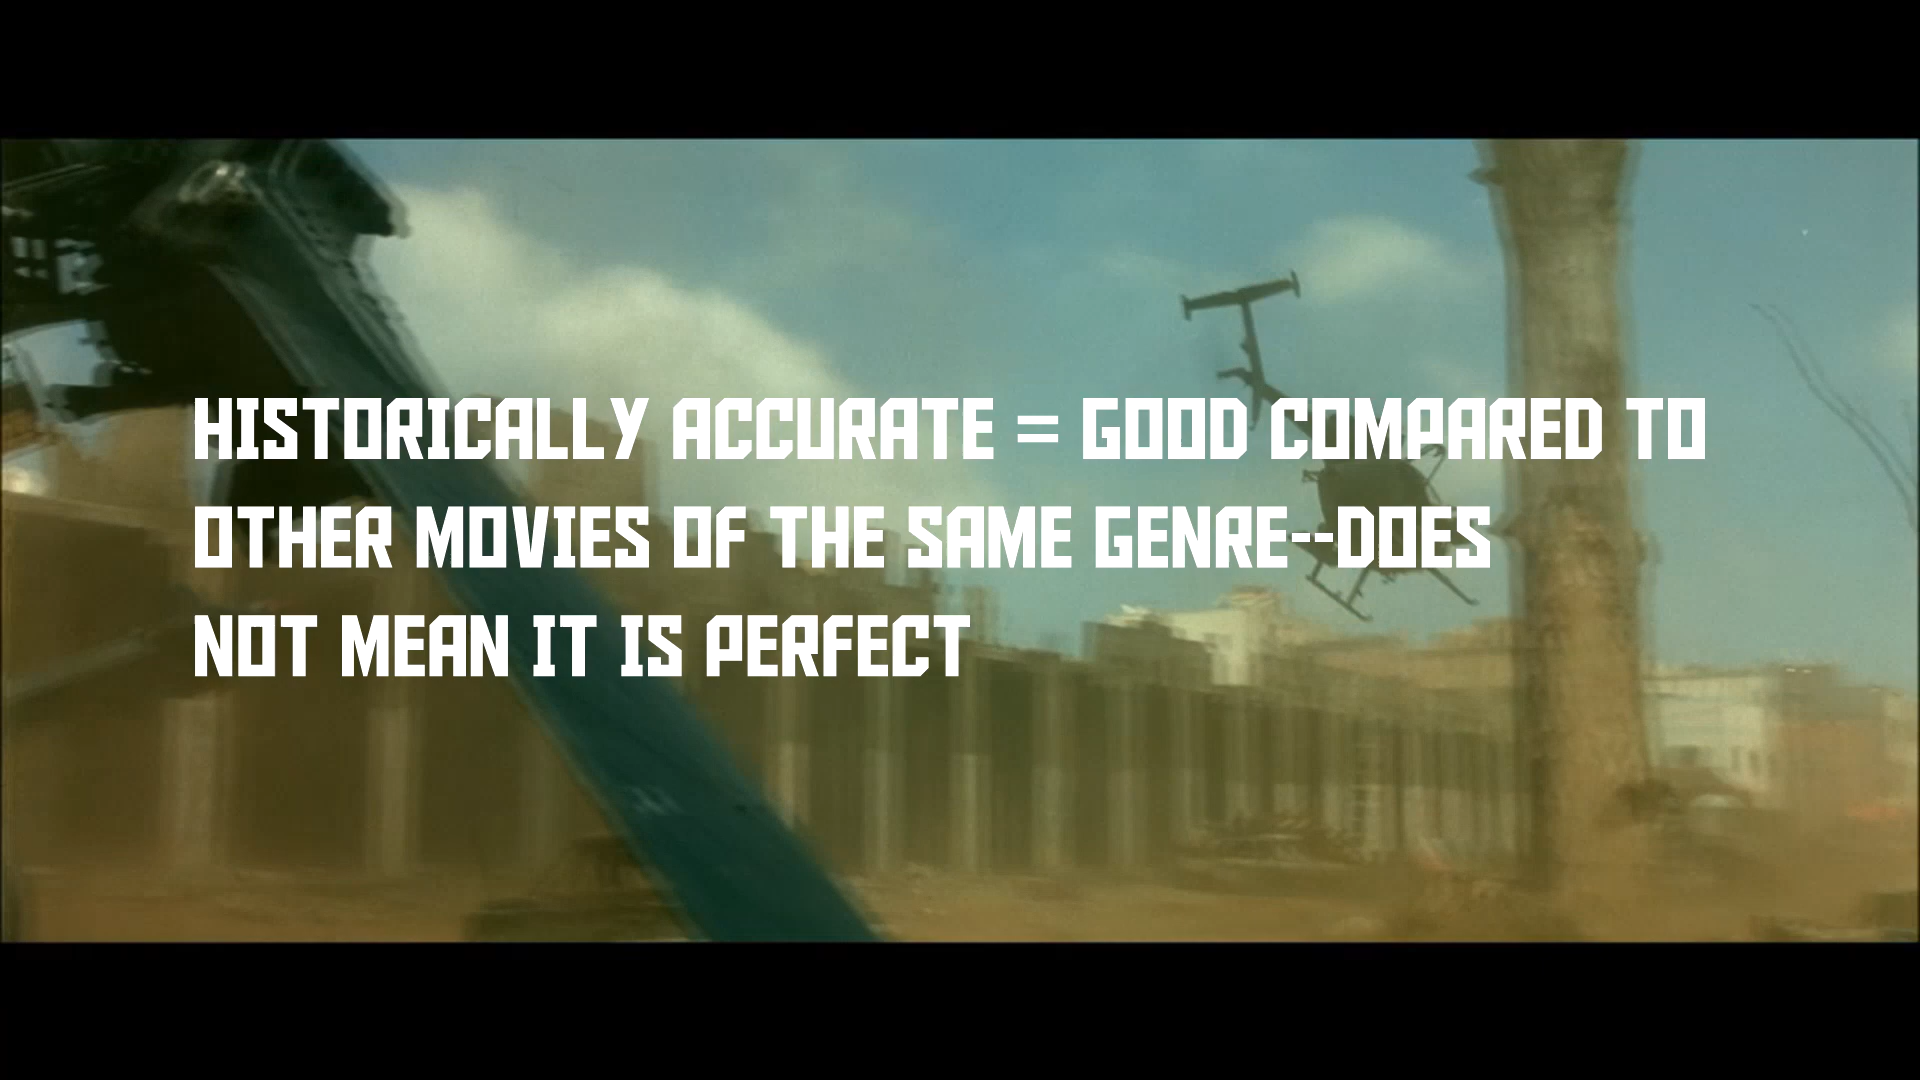 HISTORICALLY ACCURATE = GOOD COMPARED TO
OTHER MOVIES OF THE SAME GENRE--DOES
NOT MEAN IT IS PERFECT